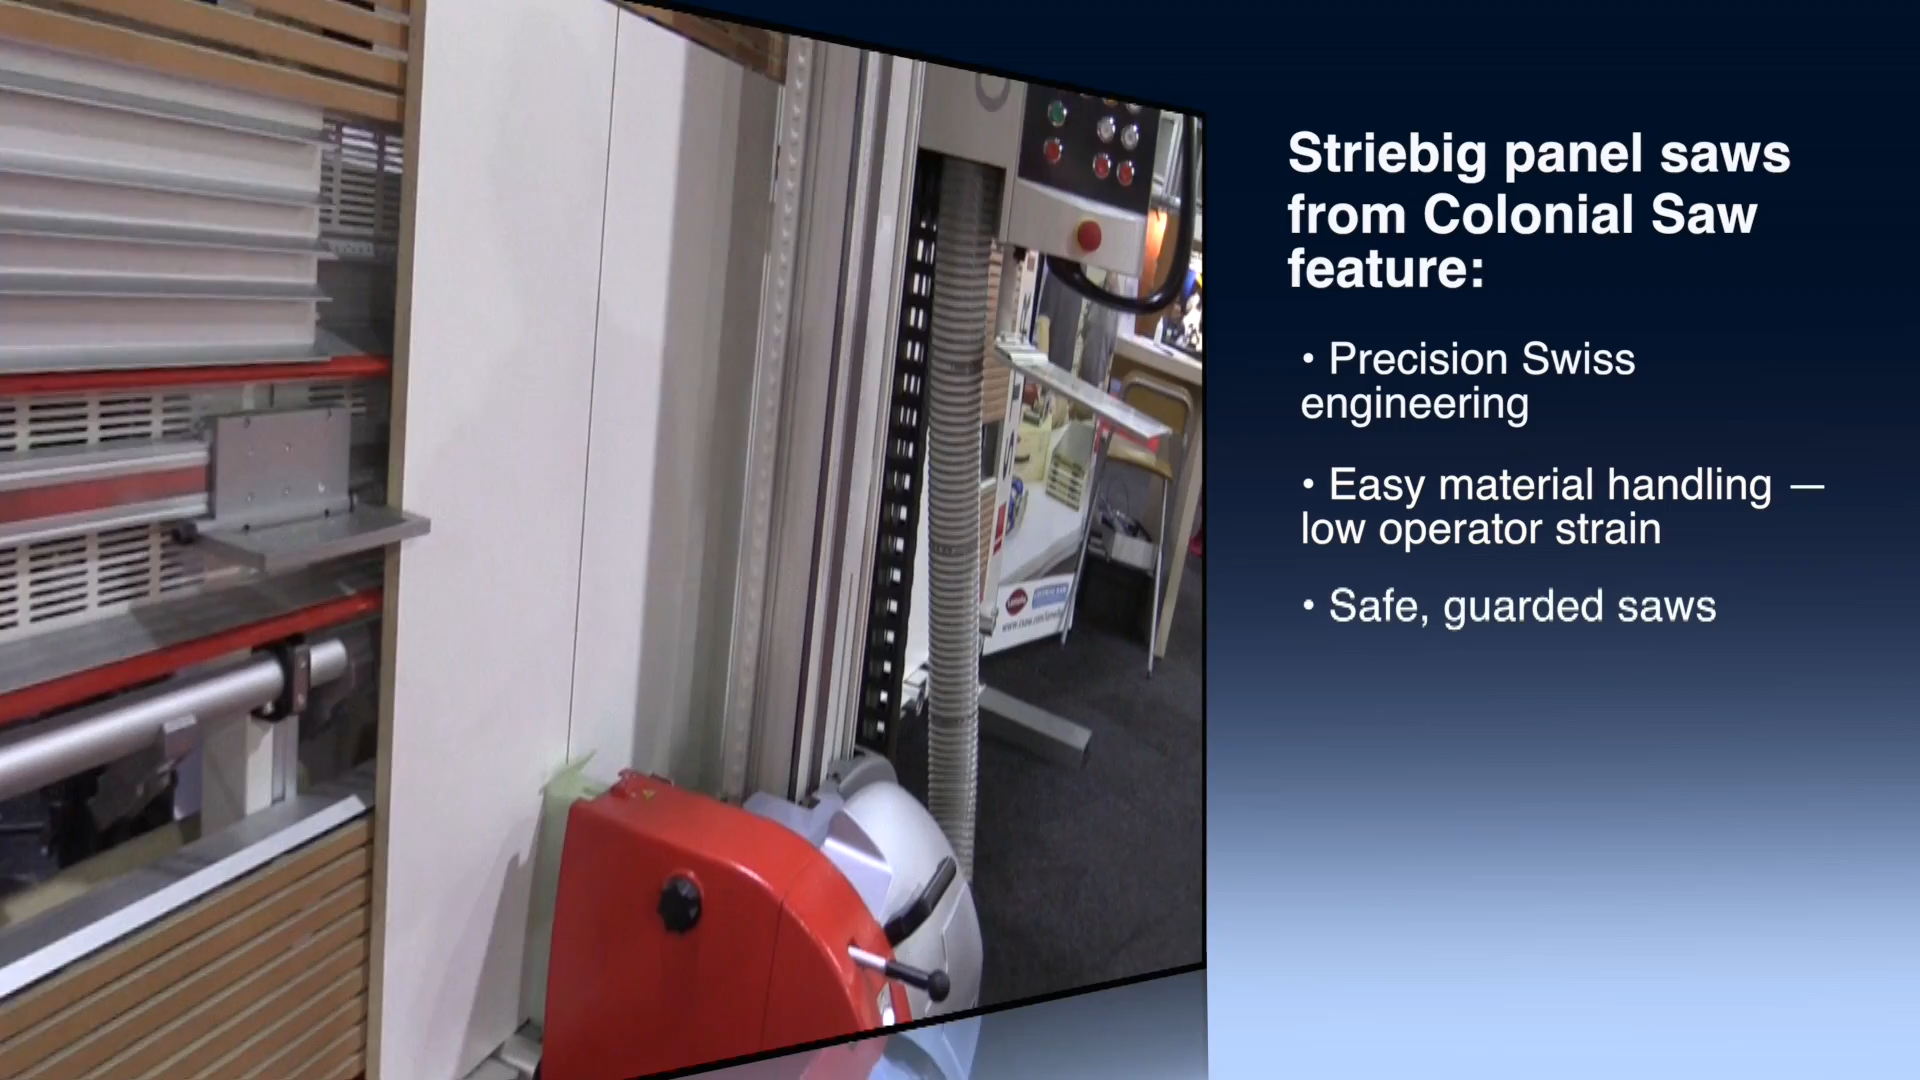 Striebig panel saws
from Colonial Saw
feature:
• Precision Swiss
engineering
• Easy material handling —
low operator strain
• Safe, guarded saws